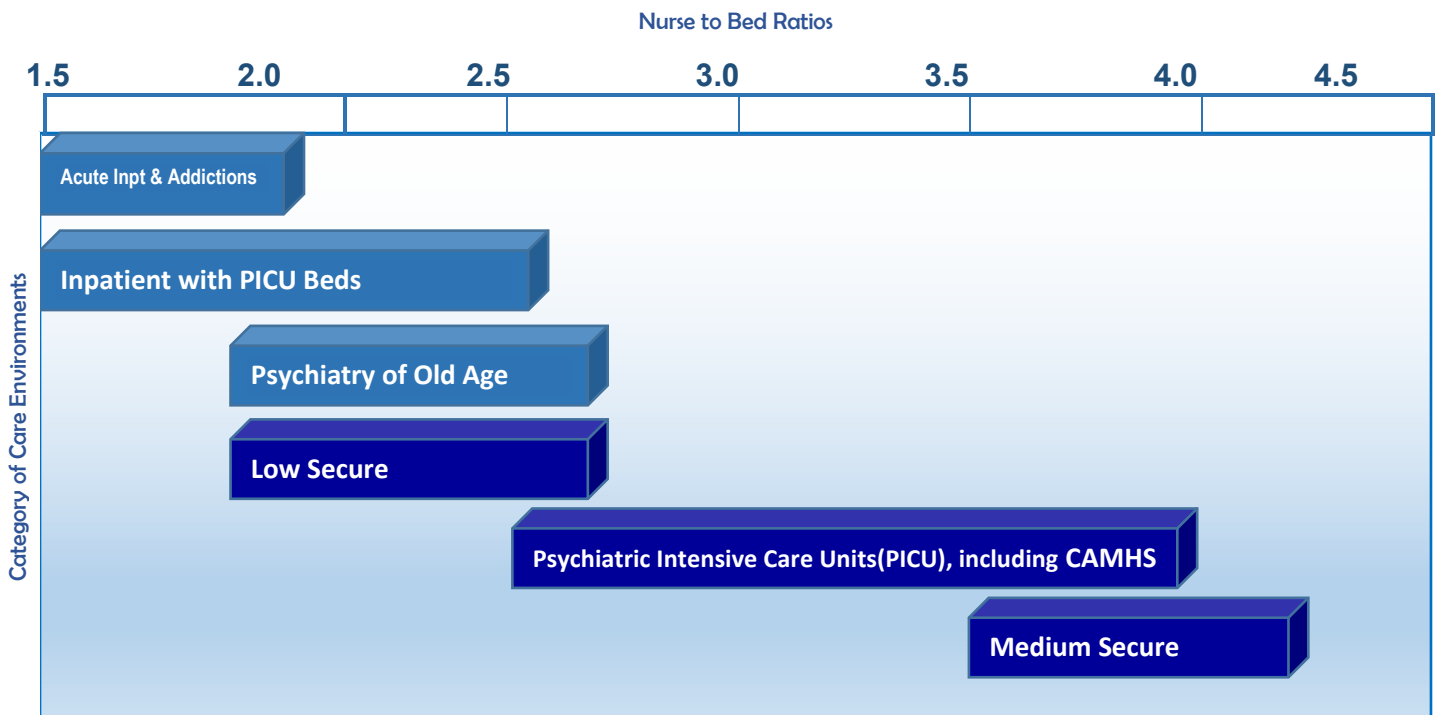 Nurse to Bed Ratios
1.5 2.0 2.5 3.0 3.5 4.0 4.5
Category of Care Environments
Acute Inpt & Addictions
Inpatient with PICU Beds
Psychiatry of Old Age
Low Secure
Psychiatric Intensive Care Units(PICU), including CAMHS
Medium Secure